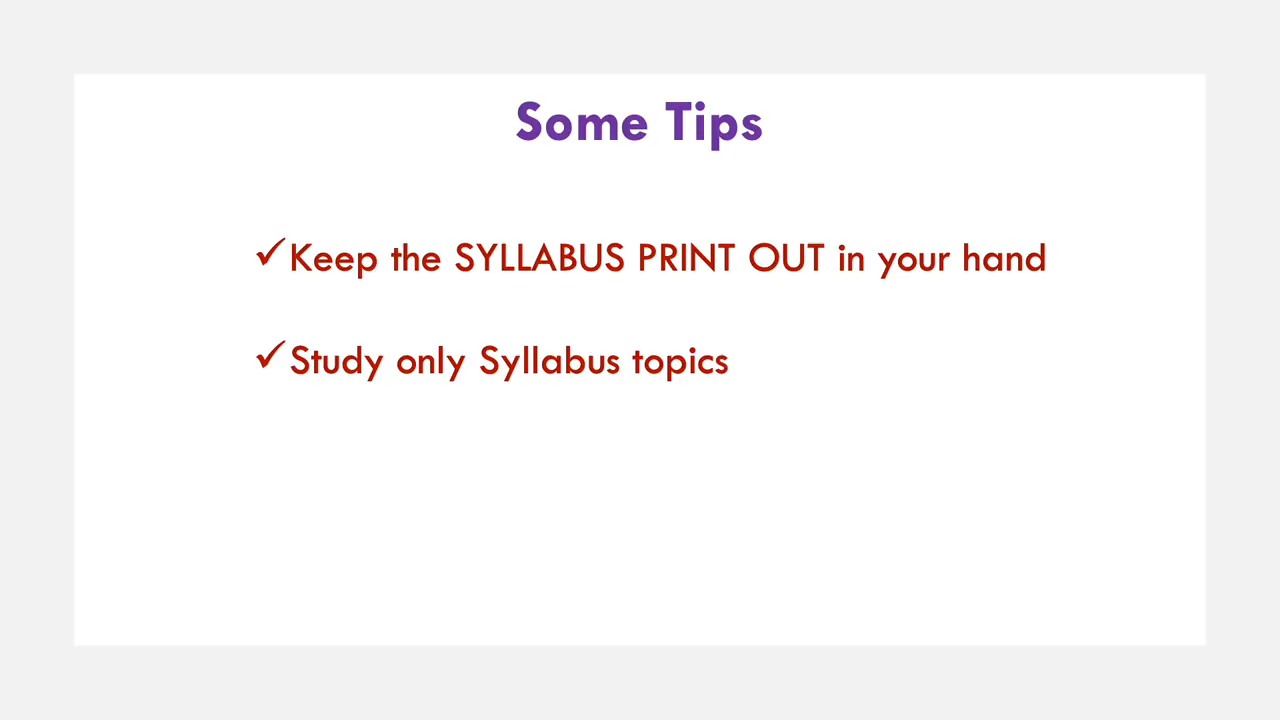 Some Tips
✓Keep the SYLLABUS PRINT OUT in your hand
✓Study only Syllabus topics